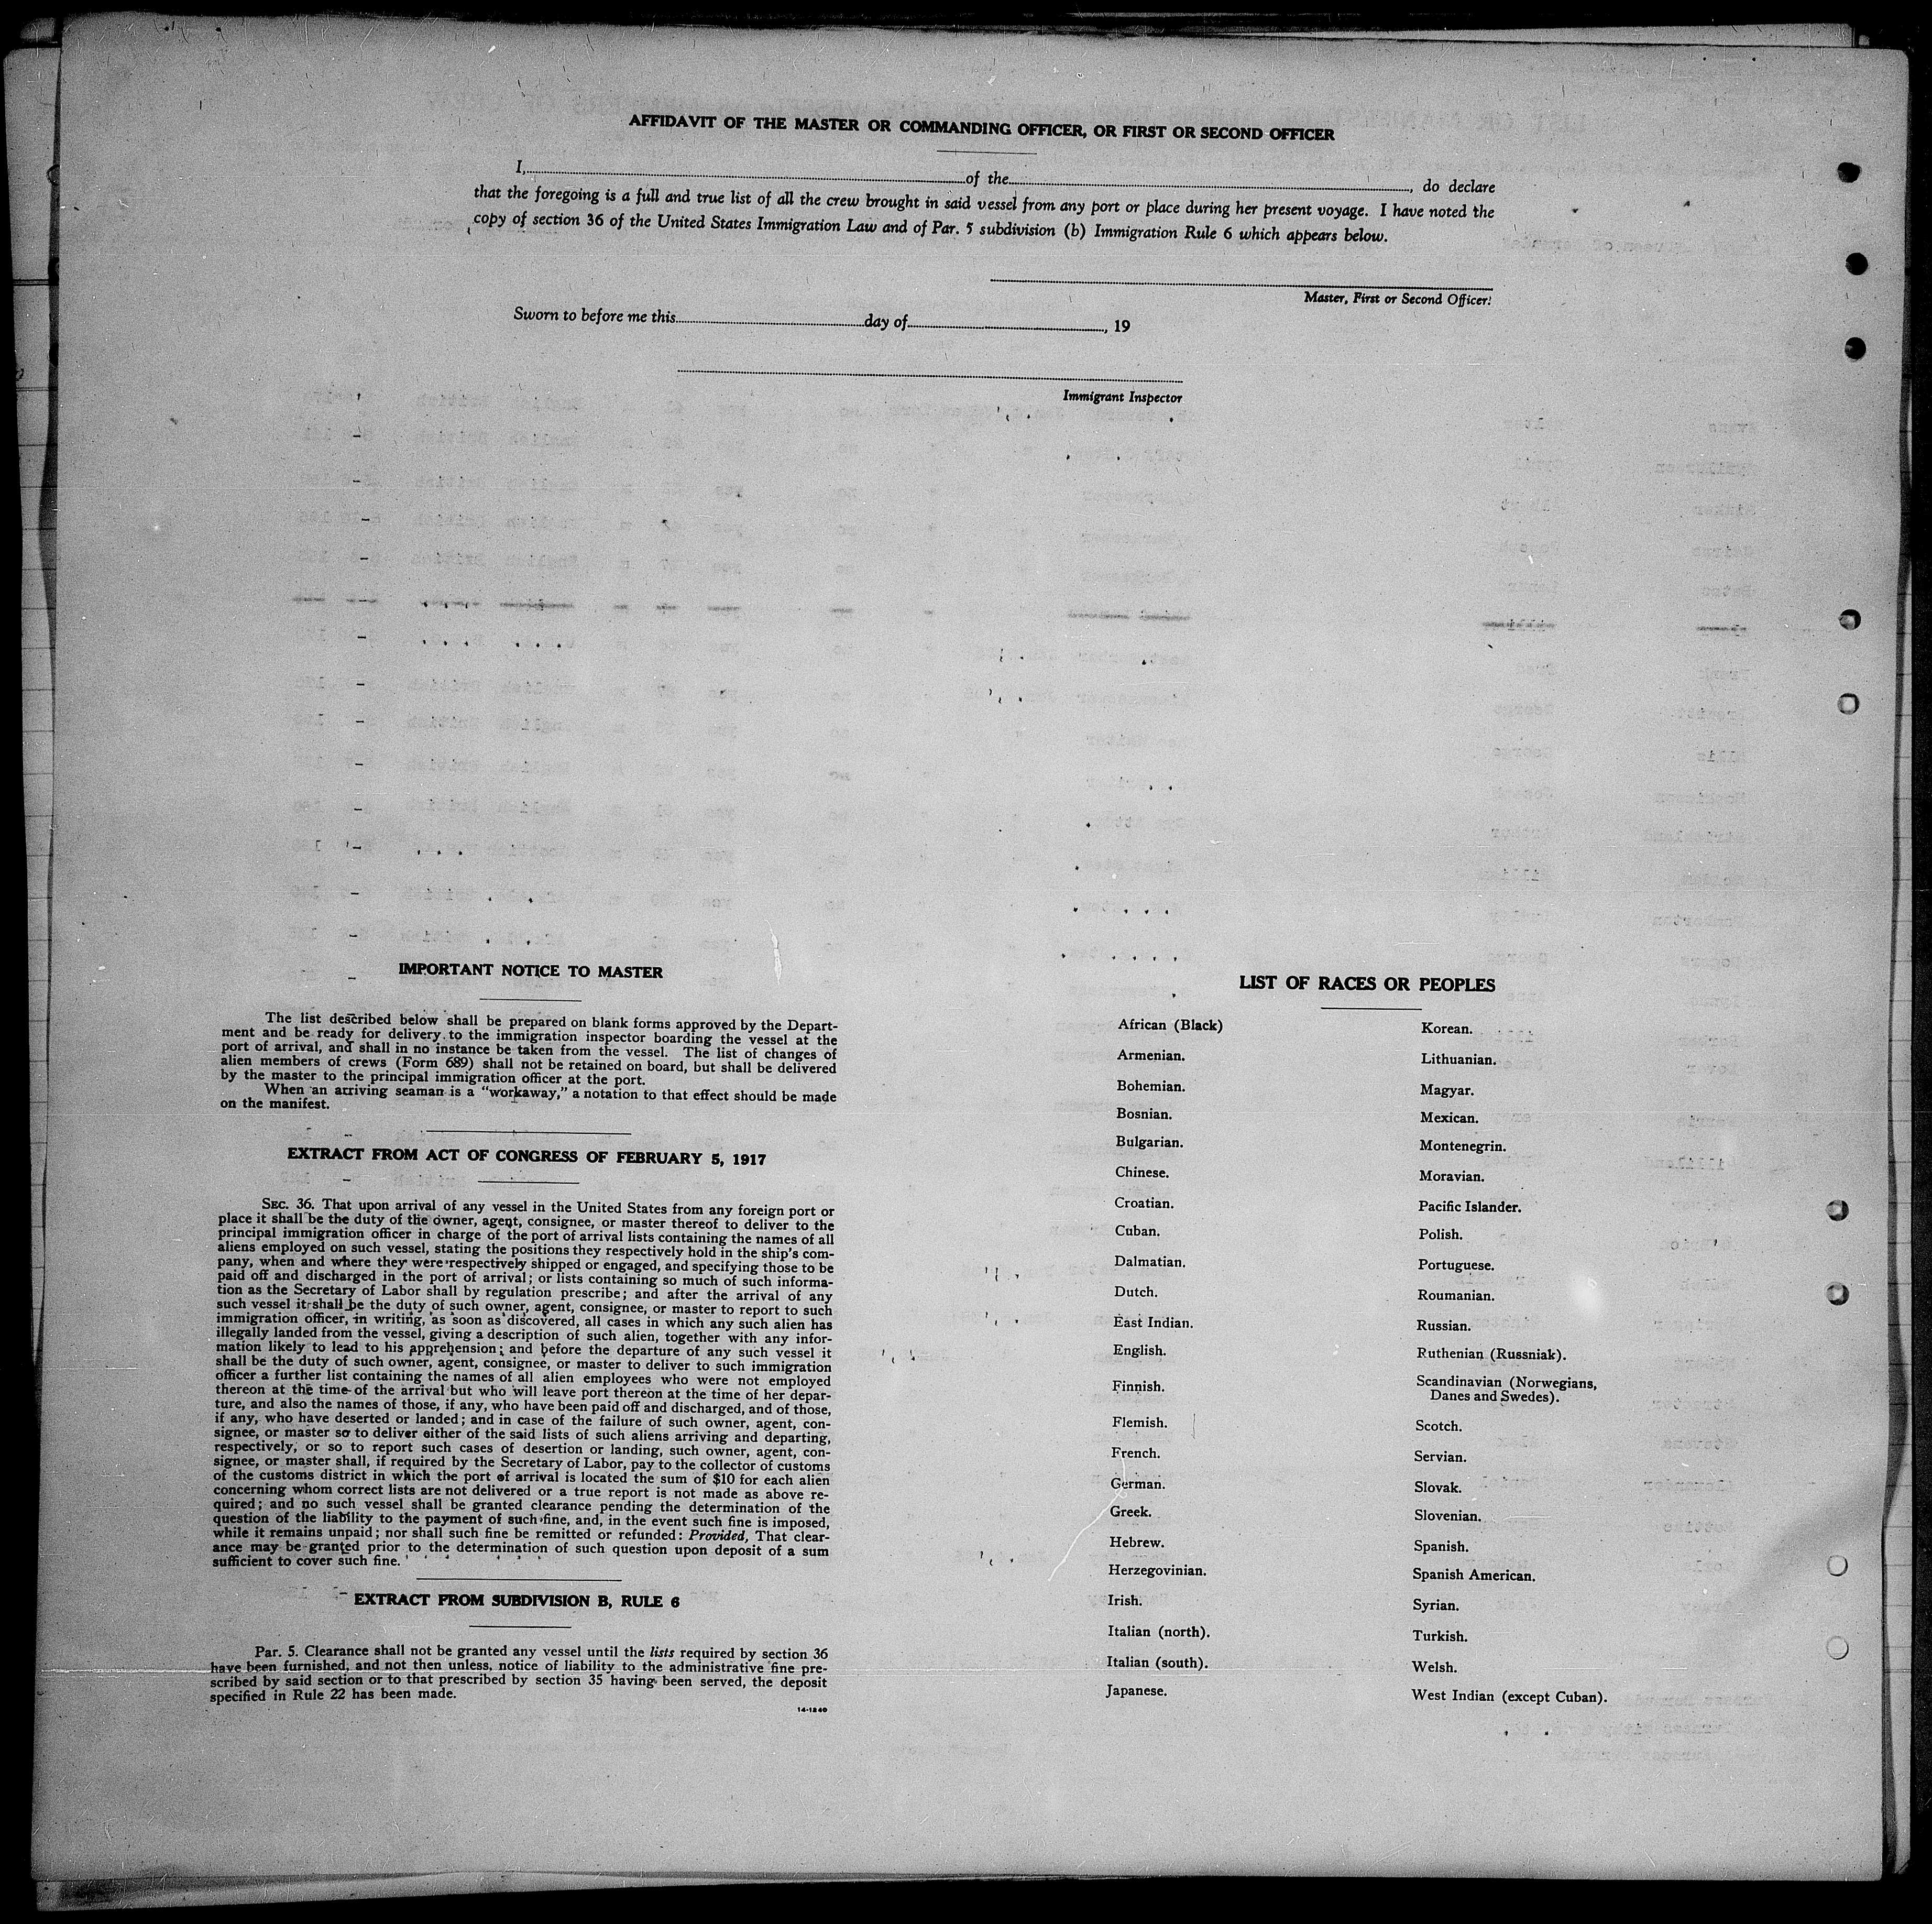 AFFIDAVIT OF THE MASTER OR COMMANDING OFFICER, OR FIRST OR SECOND OFFICER
I, of the , do declare
that the foregoing is a full and true list of all the crew brought in said vessel from any port or place during her present voyage. I have noted the
copy of section 36 of the United States Immigration Law and of Par. 5 subdivision (b) Immigration Rule 6 which appears below.
Master, First or Second Officer.
Sworn to before me this day of , 19
Immigrant Inspector
IMPORTANT NOTICE TO MASTER
The list described below shall be prepared on blank forms approved by the Depart-
ment and be ready for delivery to the immigration inspector boarding the vessel at the
port of arrival, and shall in no instance be taken from the vessel. The list of changes of
alien members of crews (Form 689) shall not be retained on board, but shall be delivered
by the master to the principal immigration officer at the port.
When an arriving seaman is a "workaway," a notation to that effect should be made
on the manifest.
EXTRACT FROM ACT OF CONGRESS OF FEBRUARY 5, 1917
SEC. 36. That upon arrival of any vessel in the United States from any foreign port or
place it shall be the duty of the owner, agent, consignee, or master thereof to deliver to the
principal immigration officer in charge of the port of arrival lists containing the names of all
aliens employed on such vessel, stating the positions they respectively hold in the ship's com-
pany, when and where they were respectively shipped or engaged, and specifying those to be
paid off and discharged in the port of arrival; or lists containing so much of such informa-
tion as the Secretary of Labor shall by regulation prescribe; and after the arrival of any
such vessel it shall be the duty of such owner, agent, consignee, or master to report to such
immigration officer, in writing, as soon as discovered, all cases in which any such alien has
illegally landed from the vessel, giving a description of such alien, together with any infor-
mation likely to lead to his apprehension; and before the departure of any such vessel it
shall be the duty of such owner, agent, consignee, or master to deliver to such immigration
officer a further list containing the names of all alien employees who were not employed
thereon at the time of the arrival but who will leave port thereon at the time of her depar-
ture, and also the names of those, if any, who have been paid off and discharged, and of those,
if any, who have deserted or landed; and in case of the failure of such owner, agent, con-
signee, or master so to deliver either of the said lists of such aliens arriving and departing,
respectively, or so to report such cases of desertion or landing, such owner, agent, con-
signee, or master shall, if required by the Secretary of Labor, pay to the collector of customs
of the customs district in which the port of arrival is located the sum of $10 for each alien
concerning whom correct lists are not delivered or a true report is not made as above re-
quired; and no such vessel shall be granted clearance pending the determination of the
question of the liability to the payment of such fine, and, in the event such fine is imposed,
while it remains unpaid; nor shall such fine be remitted or refunded: Provided, That clear-
ance may be granted prior to the determination of such question upon deposit of a sum
sufficient to cover such fine.
EXTRACT FROM SUBDIVISION B, RULE 6
Par. 5. Clearance shall not be granted any vessel until the lists required by section 36
have been furnished, and not then unless, notice of liability to the administrative fine pre-
scribed by said section or to that prescribed by section 35 having been served, the deposit
specified in Rule 22 has been made.
14-1240
LIST OF RACES OR PEOPLES
African (Black)
Armenian.
Bohemian.
Bosnian.
Bulgarian.
Chinese.
Croatian.
Cuban.
Dalmatian.
Dutch.
East Indian.
English.
Finnish.
Flemish.
French.
German.
Greek.
Hebrew.
Herzegovinian.
Irish.
Italian (north).
Italian (south).
Japanese.
Korean.
Lithuanian.
Magyar.
Mexican.
Montenegrin.
Moravian.
Pacific Islander.
Polish.
Portuguese.
Roumanian.
Russian.
Ruthenian (Russniak).
Scandinavian (Norwegians,
Danes and Swedes).
Scotch.
Servian.
Slovak.
Slovenian.
Spanish.
Spanish American.
Syrian.
Turkish.
Welsh.
West Indian (except Cuban).